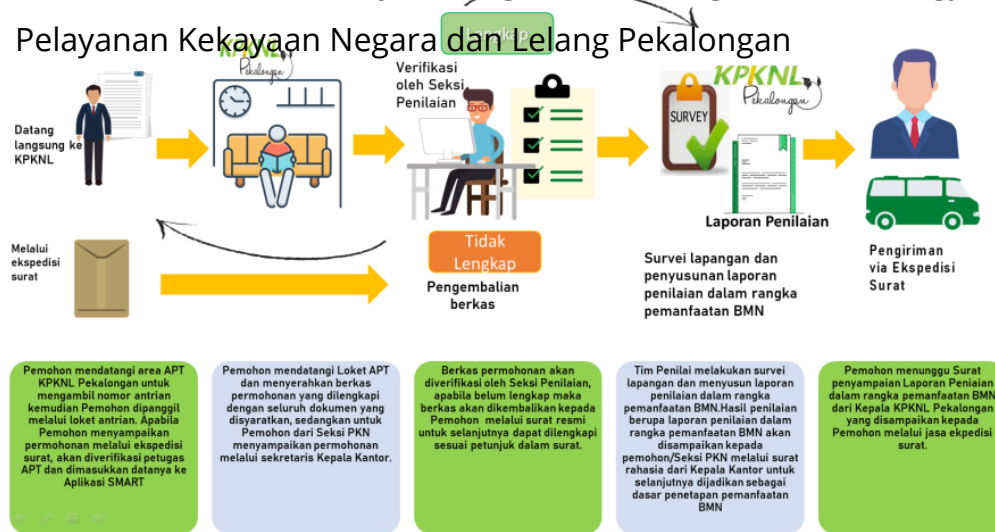 Pelayanan Kekayaan Negara dan Lelang Pekalongan
Lengkap
KPKNL
Pekalongan
Verifikasi
oleh Seksi
Penilaian
KPKNL
Pekalongan
SURVEY
Datang
langsung ke
KPKNL
Laporan Penilaian
Melalui
ekspedisi
surat
Tidak
Lengkap
Pengembalian
berkas
Survei lapangan dan
penyusunan laporan
penilaian dalam rangka
pemanfaatan BMN
Pengiriman
via Ekspedisi
Surat
Pemohon mendatangi area APT
KPKNL Pekalongan untuk
mengambil nomor antrian
kemudian Pemohon dipanggil
melalui loket antrian. Apabila
Pemohon menyampaikan
permohonan melalui ekspedisi
surat, akan diverifikasi petugas
APT dan dimasukkan datanya ke
Aplikasi SMART
Pemohon mendatangi Loket APT
dan menyerahkan berkas
permohonan yang dilengkapi
dengan seluruh dokumen yang
disyaratkan, sedangkan untuk
Pemohon dari Seksi PKN
menyampaikan permohonan
melalui sekretaris Kepala Kantor.
Berkas permohonan akan
diverifikasi oleh Seksi Penilaian,
apabila belum lengkap maka
berkas akan dikembalikan kepada
Pemohon melalui surat resmi
untuk selanjutnya dapat dilengkapi
sesuai petunjuk dalam surat.
Tim Penilai melakukan survei
lapangan dan menyusun laporan
penilaian dalam rangka
pemanfaatan BMN.Hasil penilaian
berupa laporan penilaian dalam
rangka pemanfaatan BMN akan
disampaikan kepada
pemohon/Seksi PKN melalui surat
rahasia dari Kepala Kantor untuk
selanjutnya dijadikan sebagai
dasar penetapan pemanfaatan
BMN
Pemohon menunggu Surat
penyampaian Laporan Peniaian
dalam rangka pemanfaatan BMN
dari Kepala KPKNL Pekalongan
yang disampaikan kepada
Pemohon melalui jasa ekpedisi
surat.